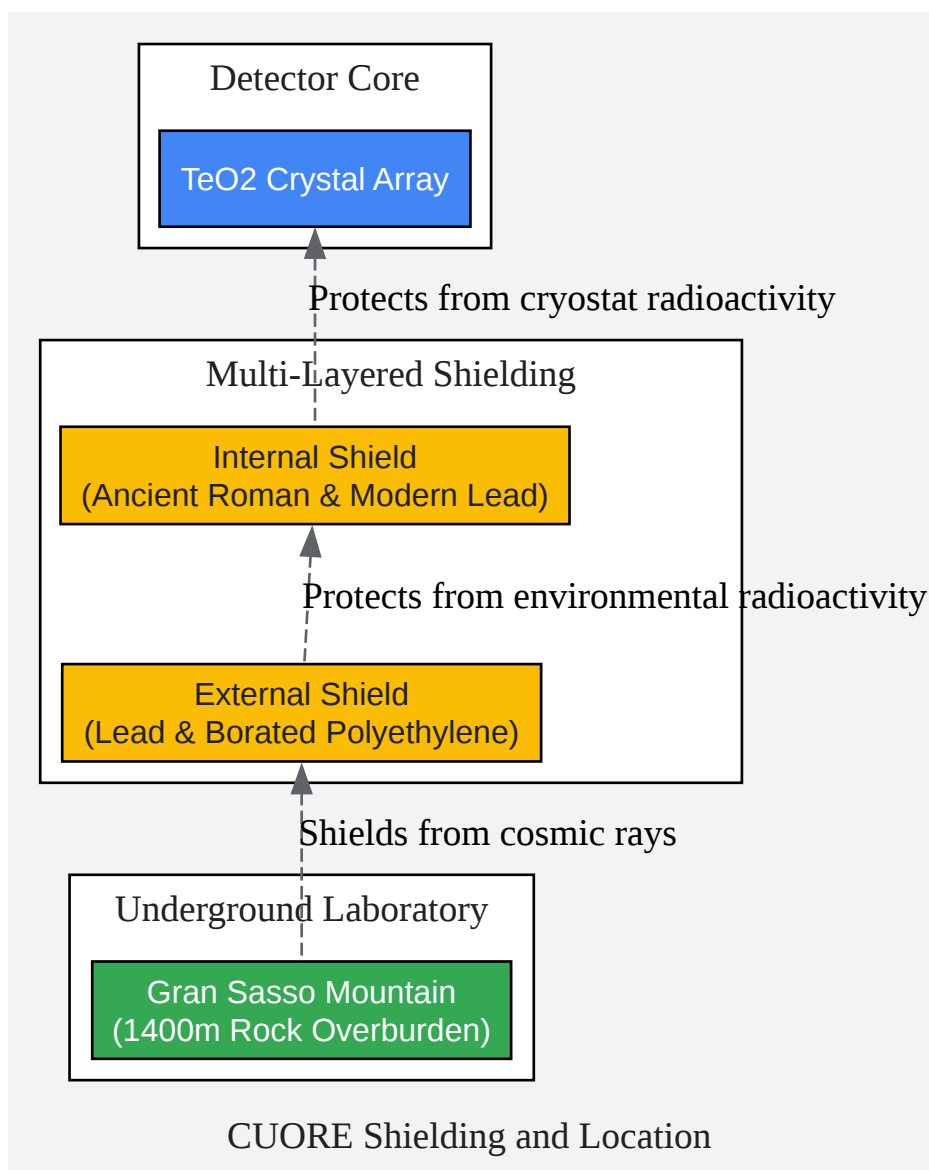 Detector Core
TeO2 Crystal Array
Protects from cryostat radioactivity
Multi-Layered Shielding
Internal Shield
(Ancient Roman & Modern Lead)
Protects from environmental radioactivity
External Shield
(Lead & Borated Polyethylene)
Shields from cosmic rays
Underground Laboratory
Gran Sasso Mountain
(1400m Rock Overburden)
CUORE Shielding and Location